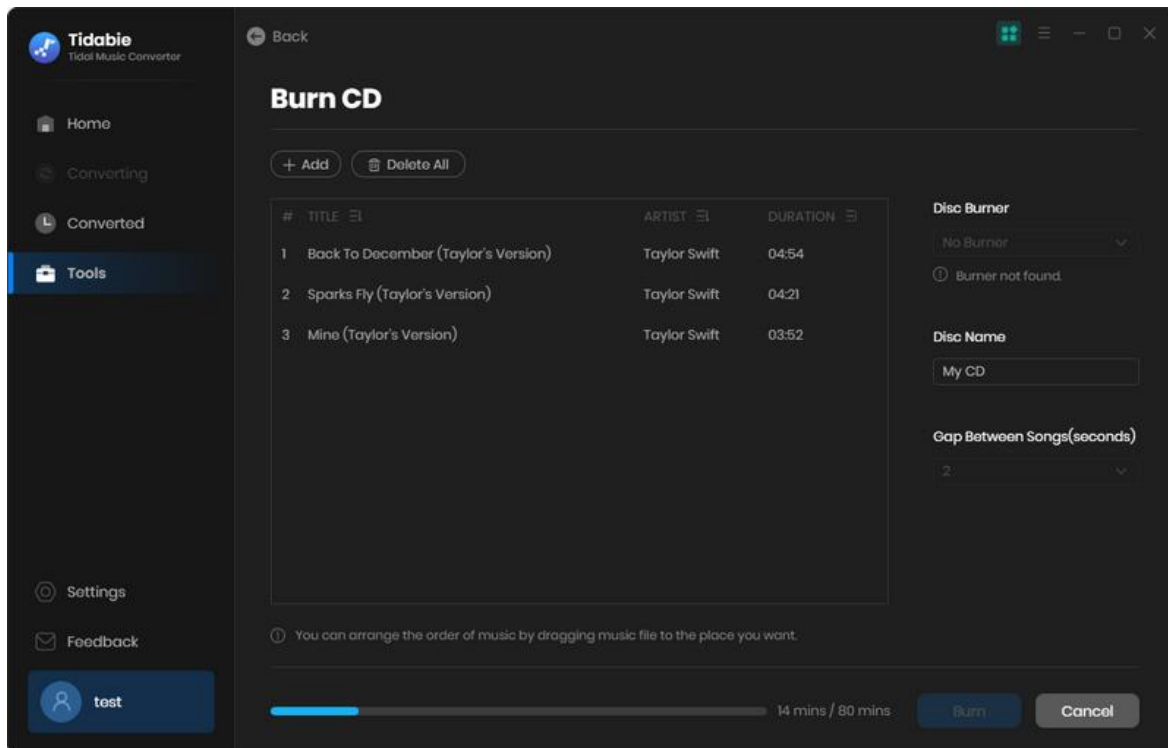 Tidabie
Tidal Music Converter
Back
Home
Converting
Converted
Tools
Settings
Feedback
test
Burn CD
+ Add
Delete All
# TITLE ARTIST DURATION
1 Back To December (Taylor's Version) Taylor Swift 04:54
2 Sparks Fly (Taylor's Version) Taylor Swift 04:21
3 Mine (Taylor's Version) Taylor Swift 03:52
You can arrange the order of music by dragging music file to the place you want.
Disc Burner
No Burner
Burner not found.
Disc Name
My CD
Gap Between Songs(seconds)
2
14 mins / 80 mins
Burn
Cancel